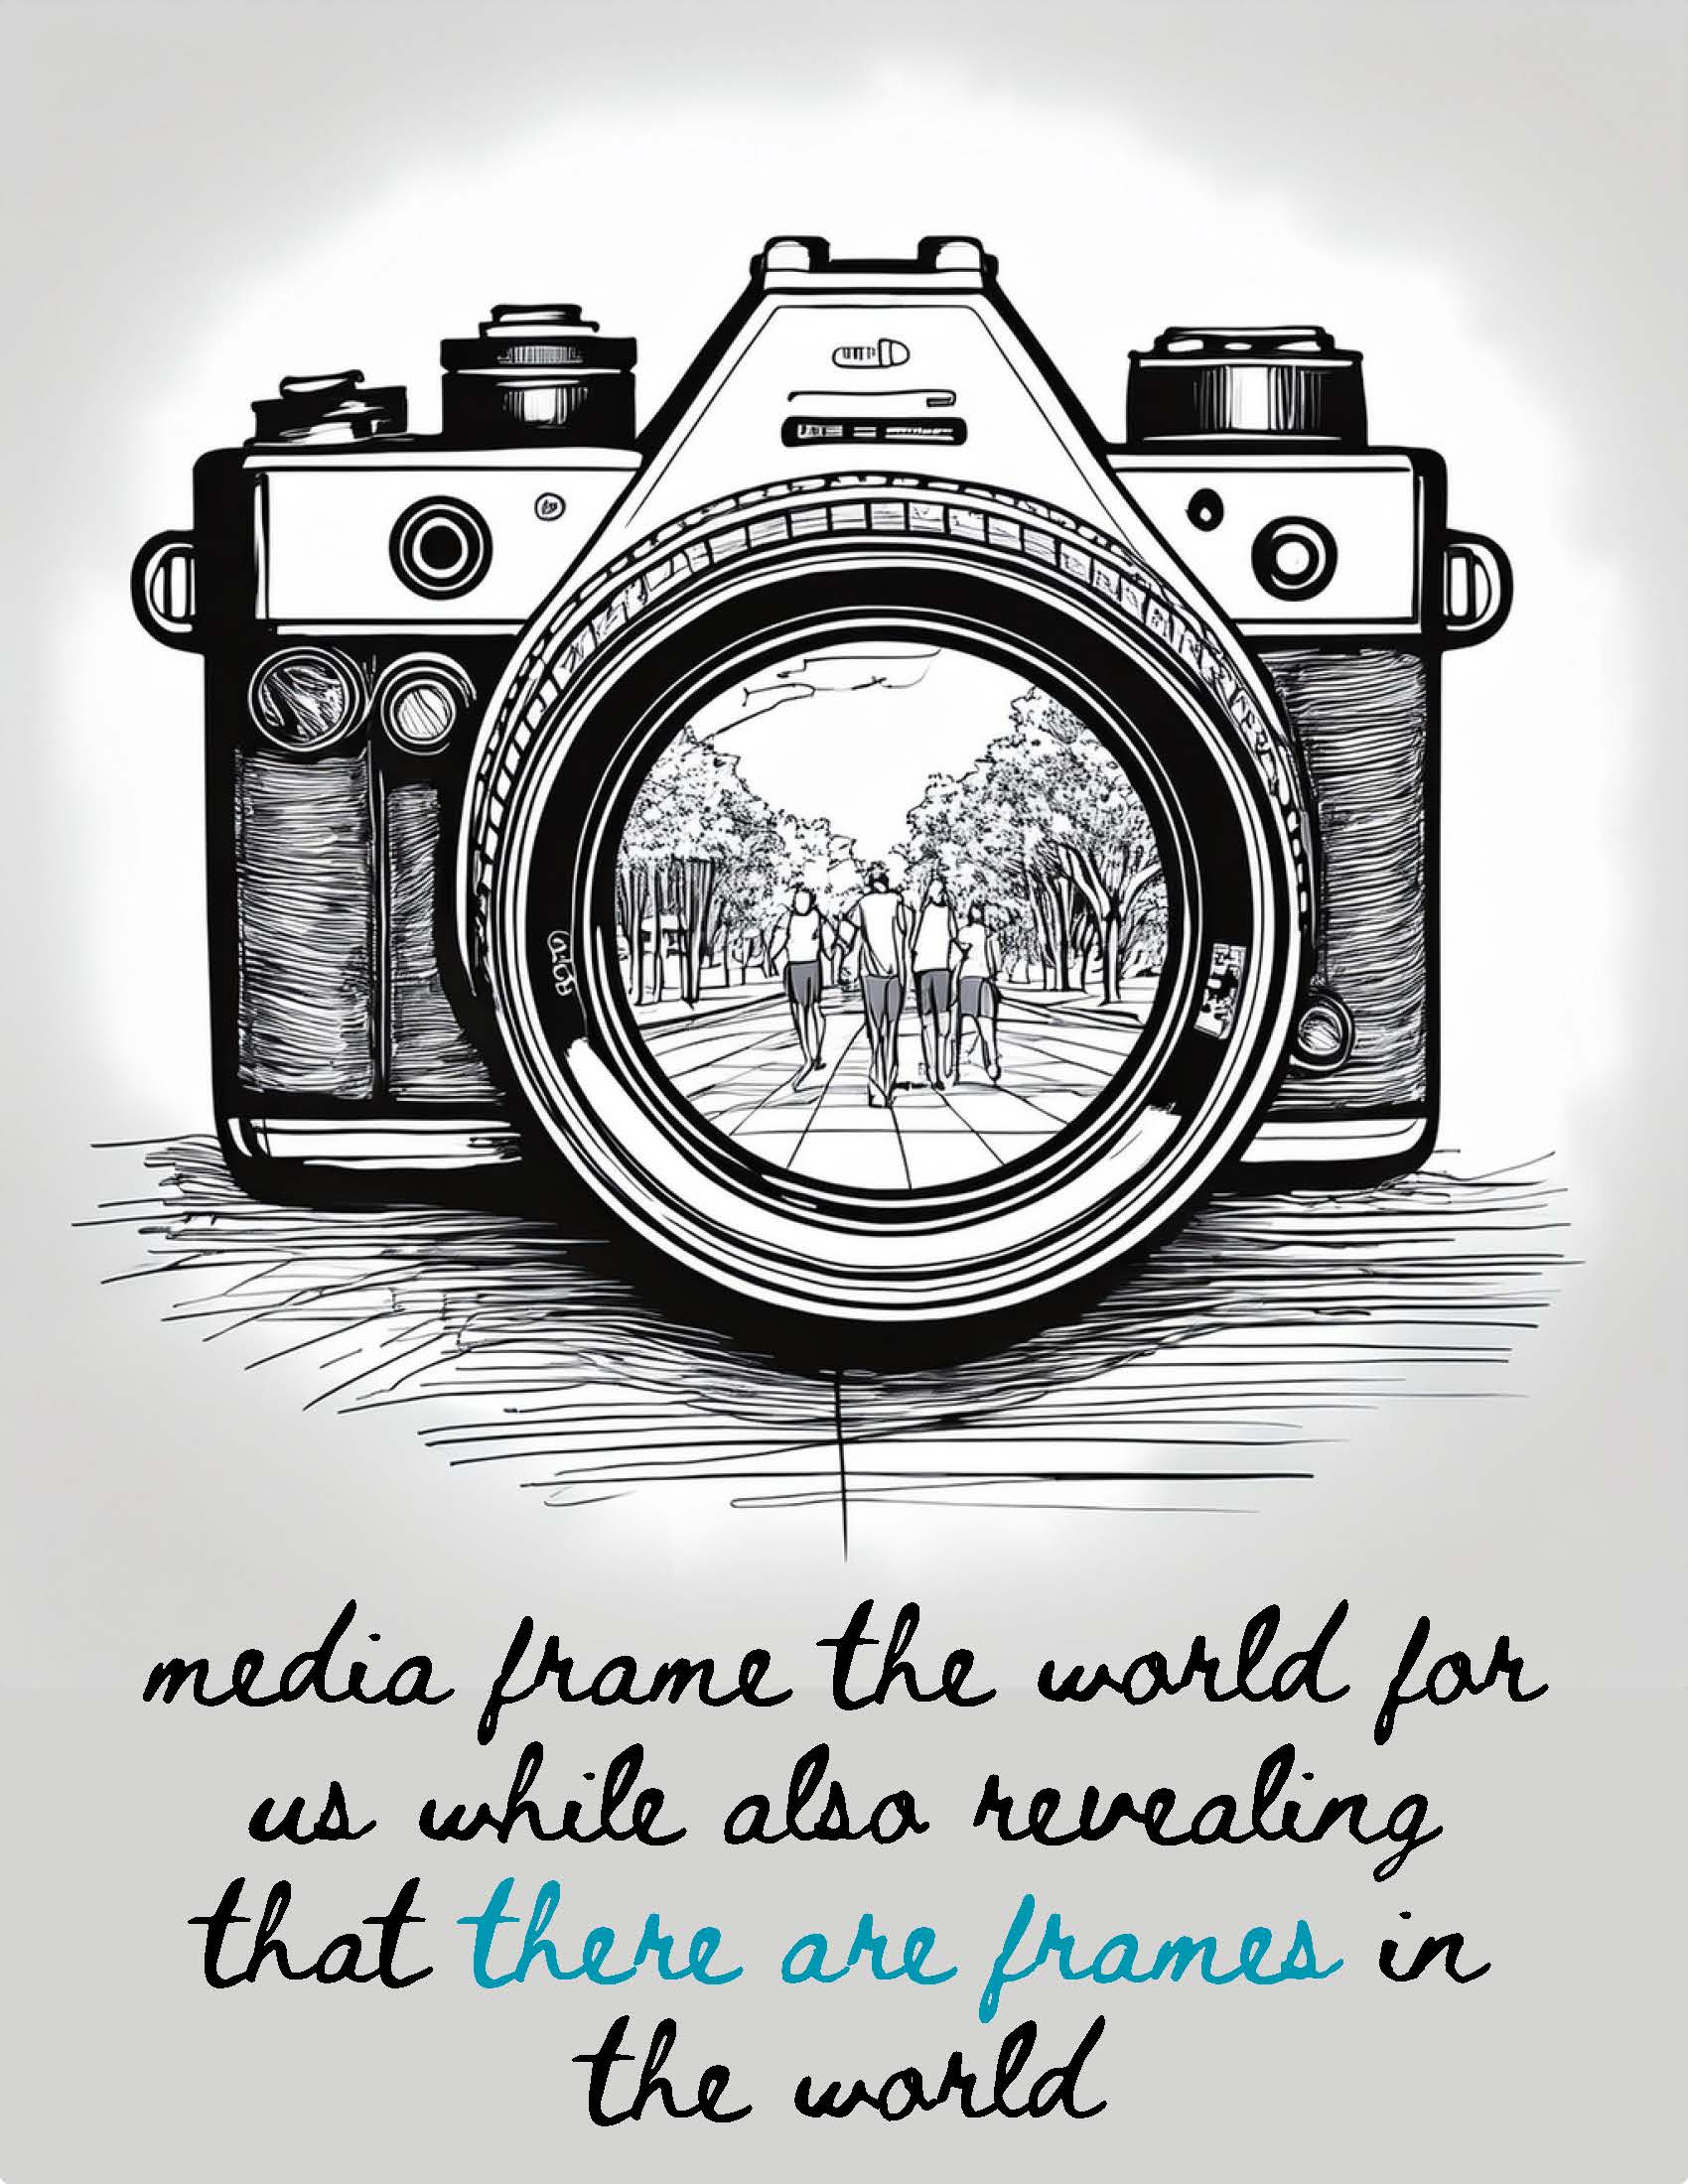 media frame the world for
us while also revealing
that there are frames in
the world